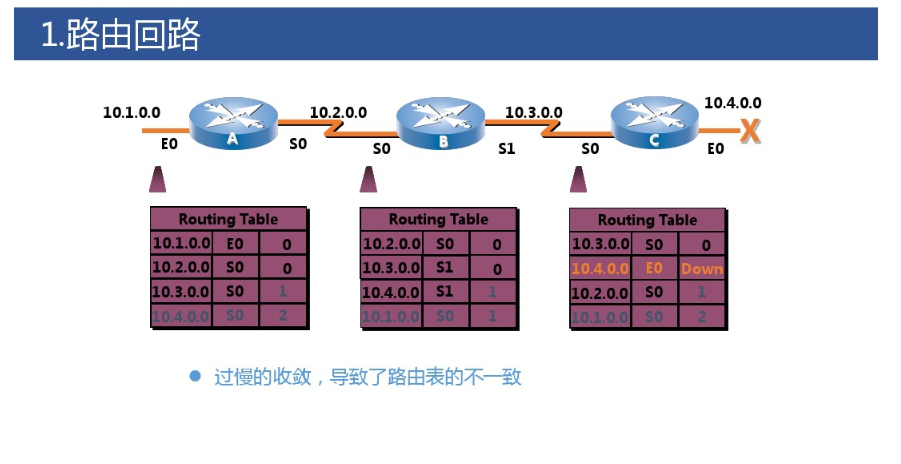 1.路由回路
10.1.0.0 10.2.0.0 10.3.0.0 10.4.0.0
A B C
E0 S0 S0 S1 S0 E0
X
Routing Table
10.1.0.0 E0 0
10.2.0.0 S0 0
10.3.0.0 S0 1
10.4.0.0 S0 2
Routing Table
10.2.0.0 S0 0
10.3.0.0 S1 0
10.4.0.0 S1 1
10.1.0.0 S0 1
Routing Table
10.3.0.0 S0 0
10.4.0.0 E0 Down
10.2.0.0 S0 1
10.1.0.0 S0 2
● 过慢的收敛，导致了路由表的不一致